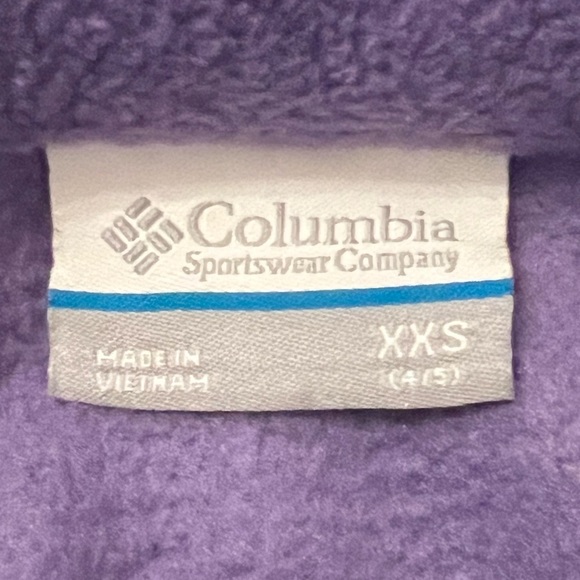 Columbia
Sportswear Company
MADE IN
VIETNAM
XXS
(4/5)